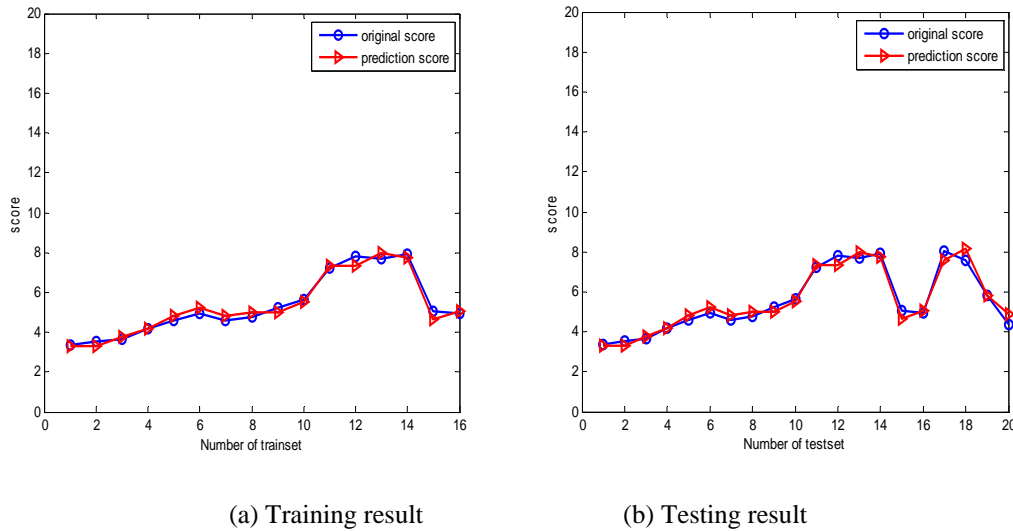 20
18
16
14
12
10
8
6
4
2
0
score
0 2 4 6 8 10 12 14 16
Number of trainset
original score
prediction score
(a) Training result
20
18
16
14
12
10
8
6
4
2
0
score
0 2 4 6 8 10 12 14 16 18 20
Number of testset
original score
prediction score
(b) Testing result